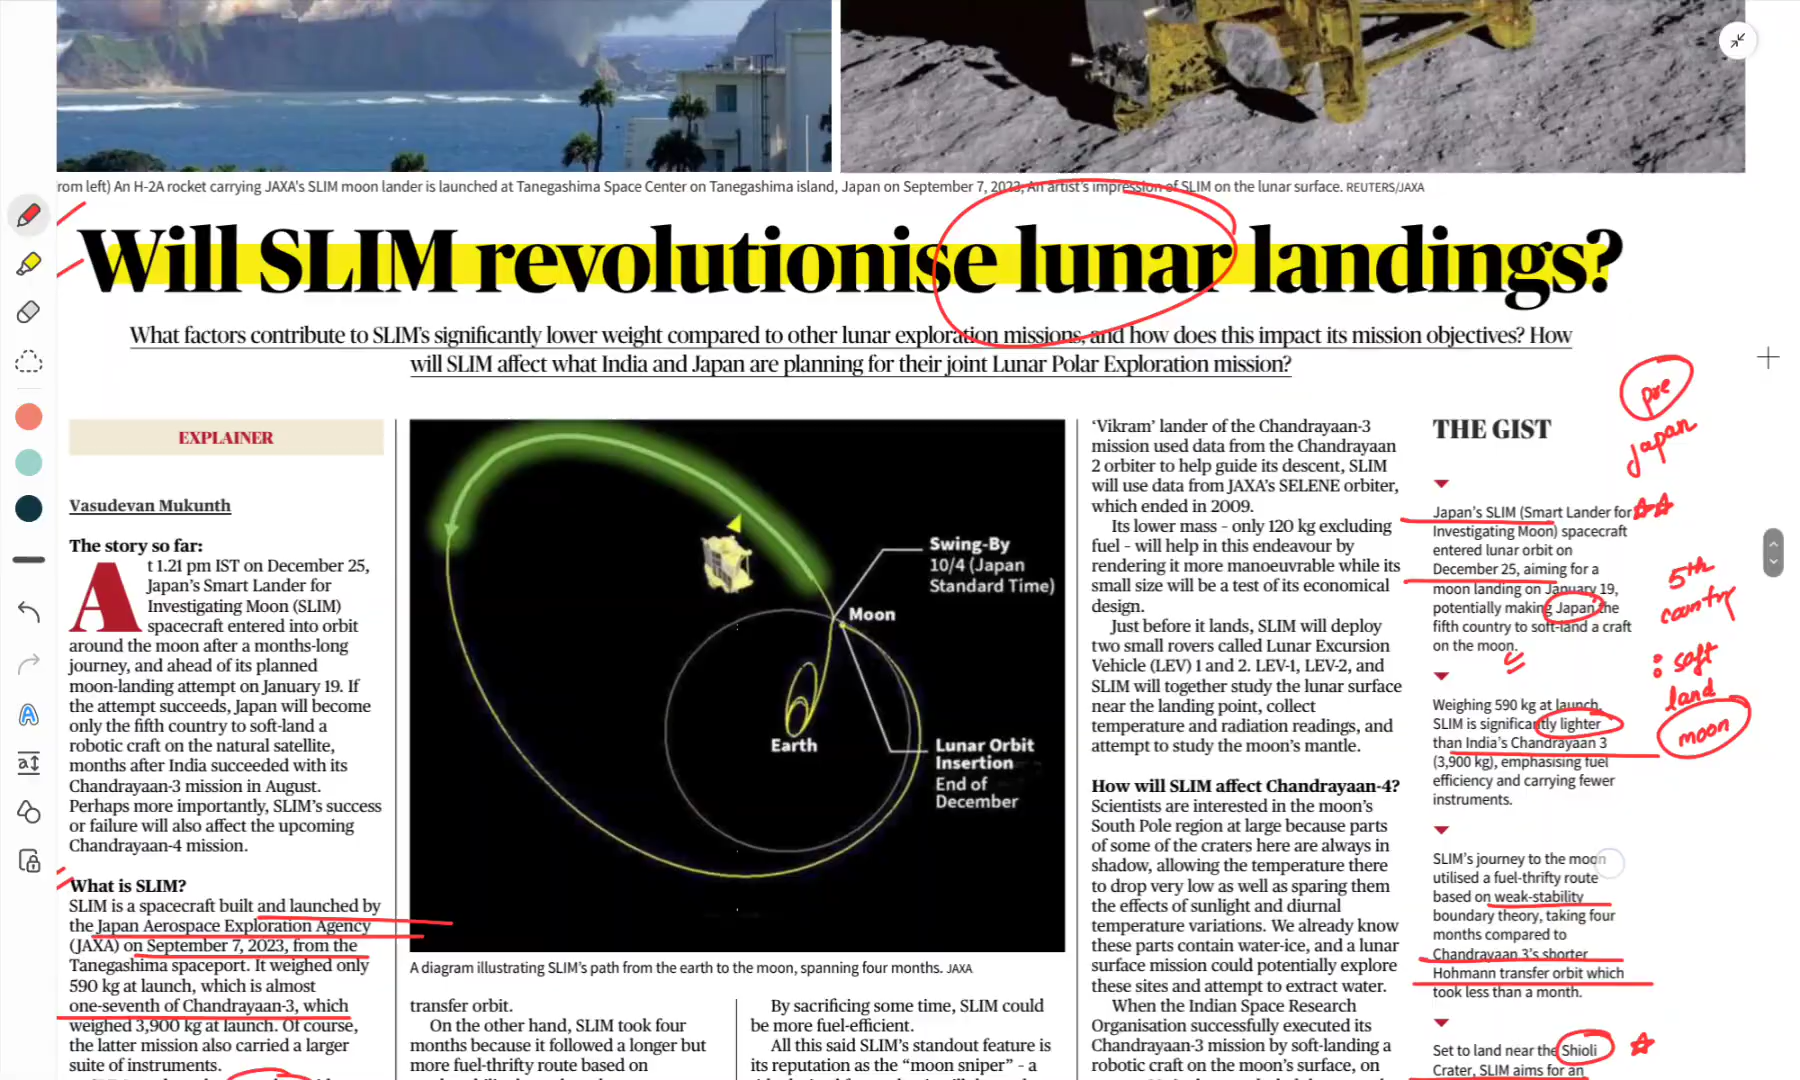 rom left) An H-2A rocket carrying JAXA's SLIM moon lander is launched at Tanegashima Space Center on Tanegashima island, Japan on September 7, 2023; An artist's impression of SLIM on the lunar surface. REUTERS/JAXA
Will SLIM revolutionise lunar landings?
What factors contribute to SLIM's significantly lower weight compared to other lunar exploration missions, and how does this impact its mission objectives? How
will SLIM affect what India and Japan are planning for their joint Lunar Polar Exploration mission?
EXPLAINER
Vasudevan Mukunth
The story so far:
At 1.21 pm IST on December 25,
Japan's Smart Lander for
Investigating Moon (SLIM)
spacecraft entered into orbit
around the moon after a months-long
journey, and ahead of its planned
moon-landing attempt on January 19. If
the attempt succeeds, Japan will become
only the fifth country to soft-land a
robotic craft on the natural satellite,
months after India succeeded with its
Chandrayaan-3 mission in August.
Perhaps more importantly, SLIM's success
or failure will also affect the upcoming
Chandrayaan-4 mission.
What is SLIM?
SLIM is a spacecraft built and launched by
the Japan Aerospace Exploration Agency
(JAXA) on September 7, 2023, from the
Tanegashima spaceport. It weighed only
590 kg at launch, which is almost
one-seventh of Chandrayaan-3, which
weighed 3,900 kg at launch. Of course,
the latter mission also carried a larger
suite of instruments.
Swing-By
10/4 (Japan
Standard Time)
Moon
Earth
Lunar Orbit
Insertion
End of
December
A diagram illustrating SLIM's path from the earth to the moon, spanning four months. JAXA
transfer orbit.
On the other hand, SLIM took four
months because it followed a longer but
more fuel-thrifty route based on
By sacrificing some time, SLIM could
be more fuel-efficient.
All this said SLIM's standout feature is
its reputation as the "moon sniper" - a
'Vikram' lander of the Chandrayaan-3
mission used data from the Chandrayaan
2 orbiter to help guide its descent, SLIM
will use data from JAXA's SELENE orbiter,
which ended in 2009.
Its lower mass - only 120 kg excluding
fuel - will help in this endeavour by
rendering it more manoeuvrable while its
small size will be a test of its economical
design.
Just before it lands, SLIM will deploy
two small rovers called Lunar Excursion
Vehicle (LEV) 1 and 2. LEV-1, LEV-2, and
SLIM will together study the lunar surface
near the landing point, collect
temperature and radiation readings, and
attempt to study the moon's mantle.
How will SLIM affect Chandrayaan-4?
Scientists are interested in the moon's
South Pole region at large because parts
of some of the craters here are always in
shadow, allowing the temperature there
to drop very low as well as sparing them
the effects of sunlight and diurnal
temperature variations. We already know
these parts contain water-ice, and a lunar
surface mission could potentially explore
these sites and attempt to extract water.
When the Indian Space Research
Organisation successfully executed its
Chandrayaan-3 mission by soft-landing a
robotic craft on the moon's surface, on
THE GIST
Japan's SLIM (Smart Lander for
Investigating Moon) spacecraft
entered lunar orbit on
December 25, aiming for a
moon landing on January 19,
potentially making Japan the
fifth country to soft-land a craft
on the moon.
Weighing 590 kg at launch,
SLIM is significantly lighter
than India's Chandrayaan 3
(3,900 kg), emphasising fuel
efficiency and carrying fewer
instruments.
SLIM's journey to the moon
utilised a fuel-thrifty route
based on weak-stability
boundary theory, taking four
months compared to
Chandrayaan 3's shorter
Hohmann transfer orbit which
took less than a month.
Set to land near the Shioli
Crater, SLIM aims for an
pre
Japan
5th
country
: soft
land
moon